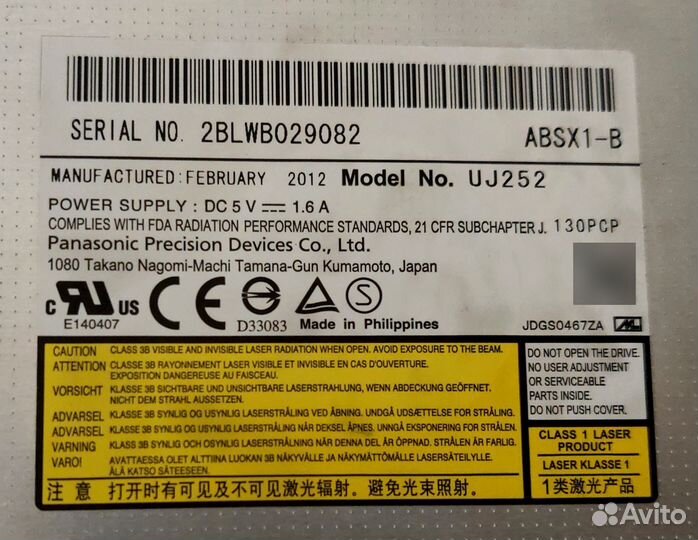 SERIAL NO. 2BLWB029082 ABSX1-B
MANUFACTURED:FEBRUARY 2012 Model No. UJ252
POWER SUPPLY : DC 5 V ⎓ 1.6 A
COMPLIES WITH FDA RADIATION PERFORMANCE STANDARDS, 21 CFR SUBCHAPTER J. 130PCP
Panasonic Precision Devices Co., Ltd.
1080 Takano Nagomi-Machi Tamana-Gun Kumamoto, Japan
c RU US CE
E140407 D33083 Made in Philippines JDGS0467ZA
CAUTION CLASS 3B VISIBLE AND INVISIBLE LASER RADIATION WHEN OPEN. AVOID EXPOSURE TO THE BEAM.
ATTENTION CLASSE 3B RAYONNEMENT LASER VISIBLE ET INVISIBLE EN CAS D'OUVERTURE.
EXPOSITION DANGEREUSE AU FAISCEAU.
VORSICHT KLASSE 3B SICHTBARE UND UNSICHTBARE LASERSTRAHLUNG, WENN ABDECKUNG GEÖFFNET.
NICHT DEM STRAHL AUSSETZEN.
ADVARSEL KLASSE 3B SYNLIG OG USYNLIG LASERSTRÅLING VED ÅBNING. UNDGÅ UDSÆTTELSE FOR STRÅLING.
ADVARSEL KLASSE 3B SYNLIG OG USYNLIG LASERSTRÅLING NÅR DEKSEL ÅPNES. UNNGÅ EKSPONERING FOR STRÅLEN.
VARNING KLASS 3B SYNLIG OCH OSYNLIG LASERSTRÅLNING NÄR DENNA DEL ÄR ÖPPNAD. STRÅLEN ÄR FARLIG.
VARO! AVATTAESSA OLET ALTTIINA LUOKAN 3B NÄKYVÄLLE JA NÄKYMÄTTÖMÄLLE LASERSÄTEILYLLE.
ÄLÄ KATSO SÄTEESEEN.
注 意 打开时有可见及不可见激光辐射。避免光束照射。
DO NOT OPEN THE DRIVE.
NO USER ADJUSTMENT
OR SERVICEABLE
PARTS INSIDE.
DO NOT PUSH COVER.
CLASS 1 LASER
PRODUCT
LASER KLASSE 1
1类激光产品
Avito